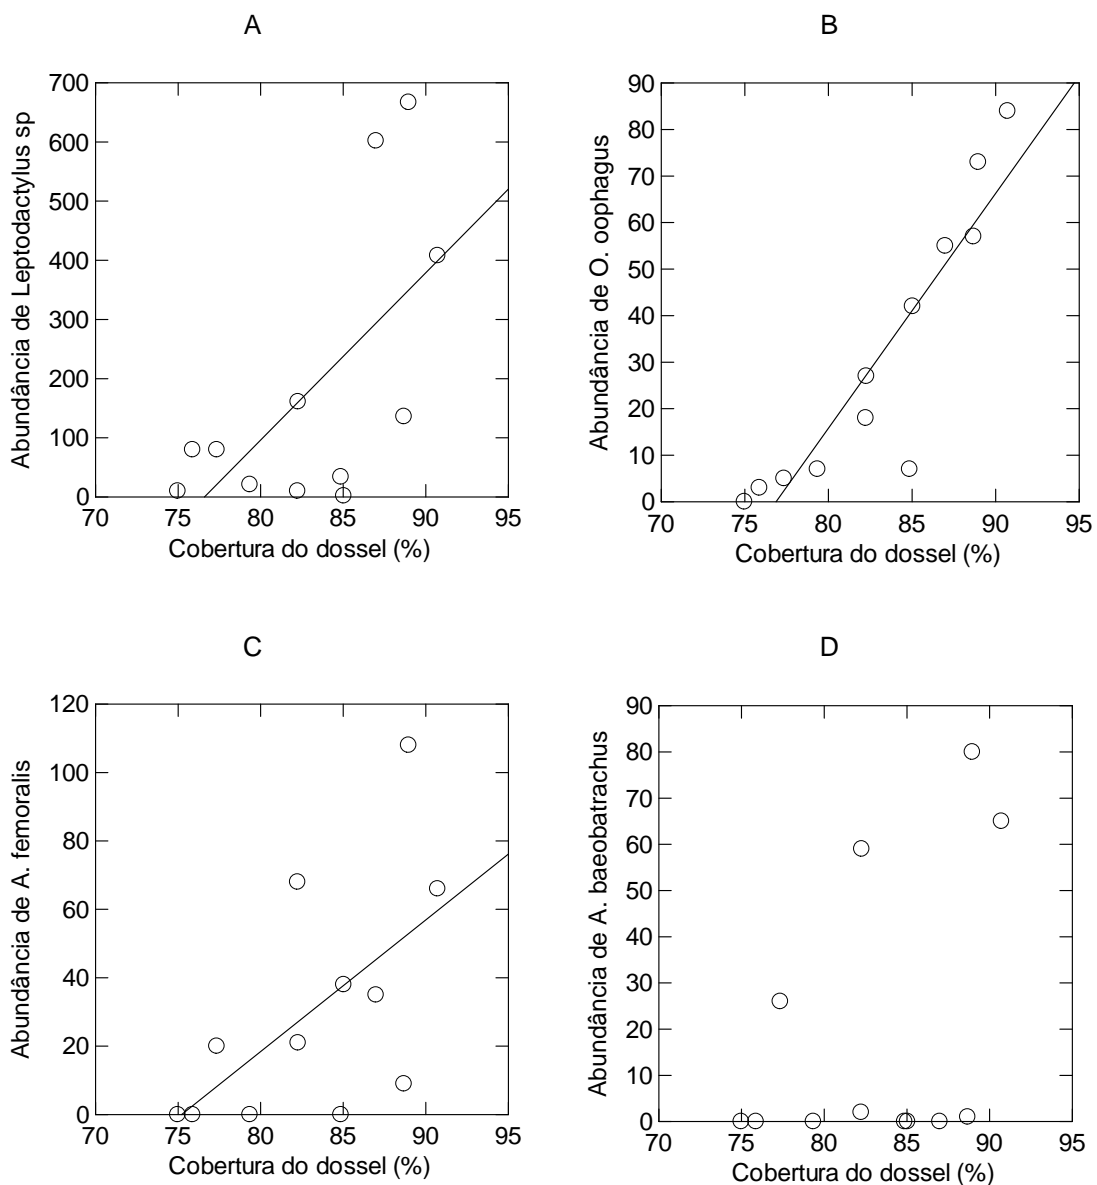 A
B
700
600
500
400
300
200
100
0
70 75 80 85 90 95
Cobertura do dossel (%)
Abundância de Leptodactylus sp
90
80
70
60
50
40
30
20
10
0
70 75 80 85 90 95
Cobertura do dossel (%)
Abundância de O. oophagus
C
D
120
100
80
60
40
20
0
70 75 80 85 90 95
Cobertura do dossel (%)
Abundância de A. femoralis
90
80
70
60
50
40
30
20
10
0
70 75 80 85 90 95
Cobertura do dossel (%)
Abundância de A. baeobatrachus